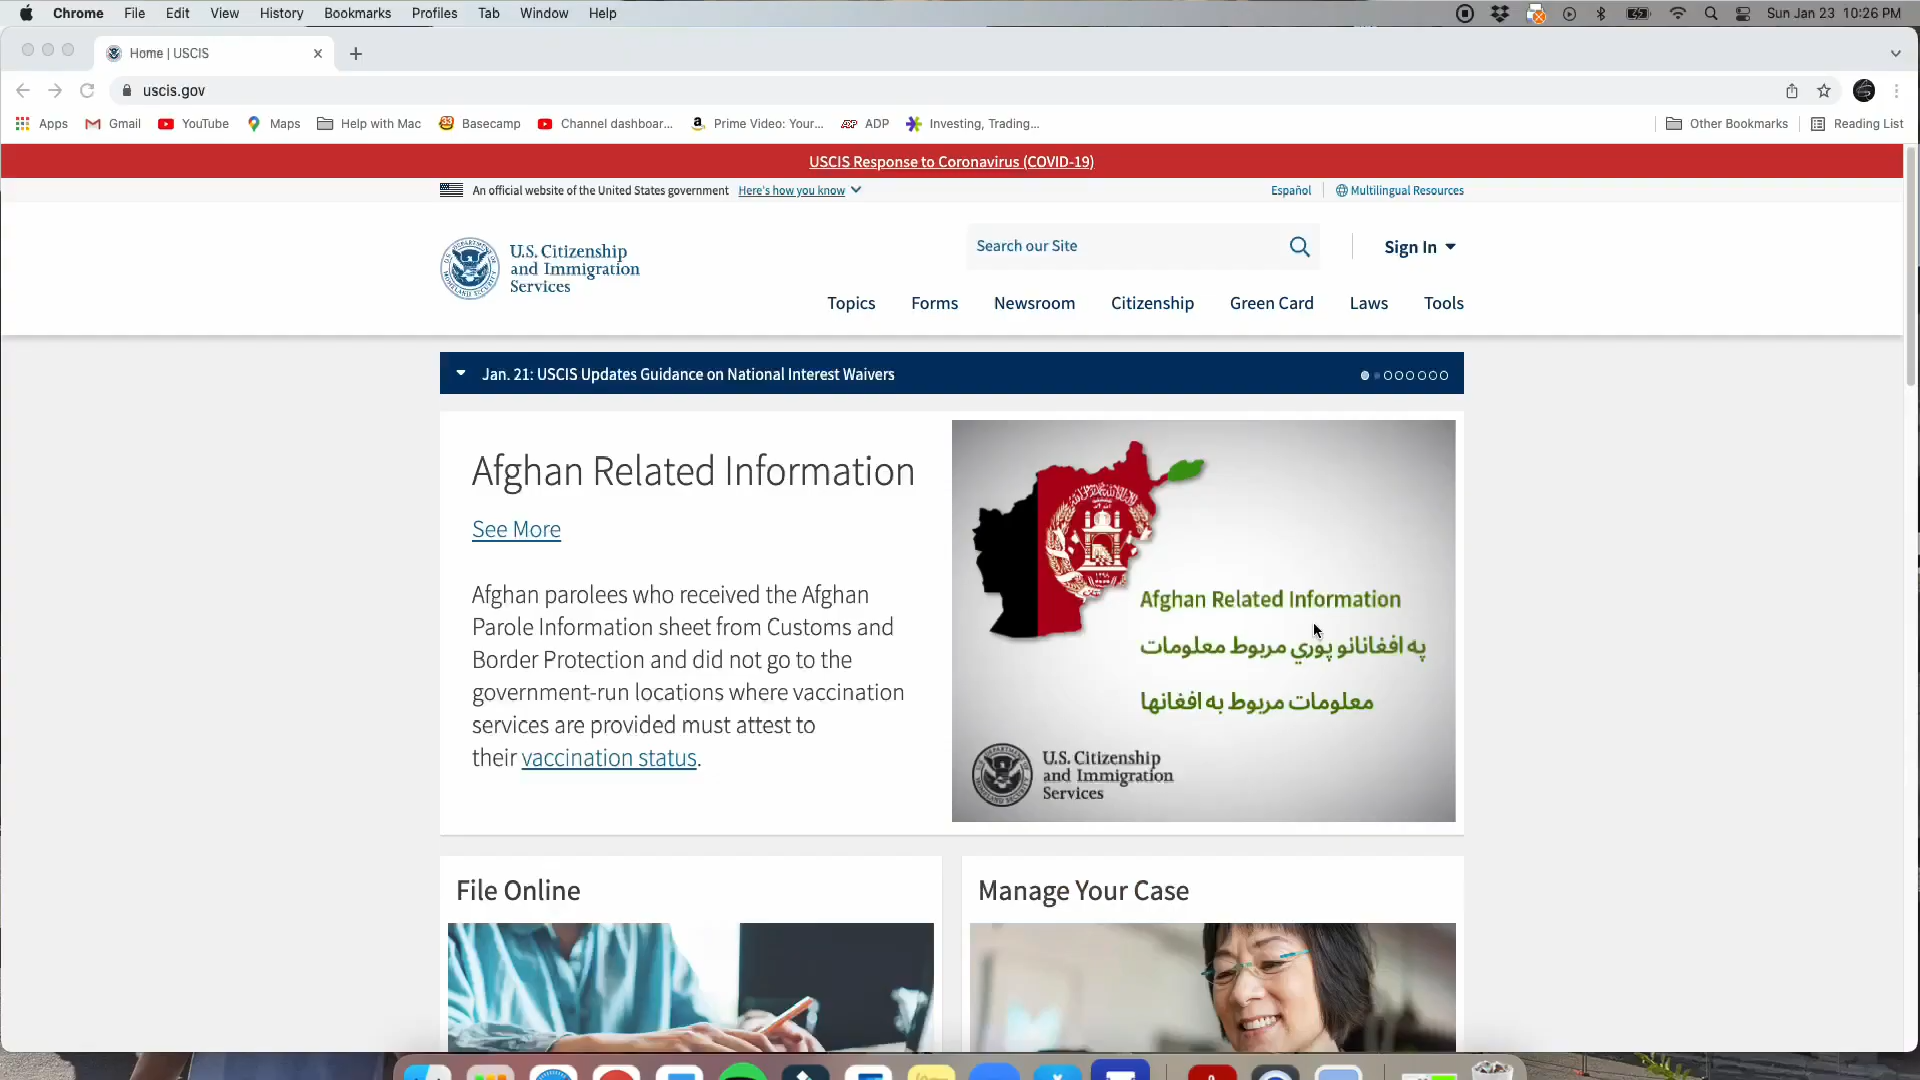 Chrome File Edit View History Bookmarks Profiles Tab Window Help Sun Jan 23 10:26 PM
Home | USCIS
uscis.gov
Apps Gmail YouTube Maps Help with Mac Basecamp Channel dashboar... Prime Video: Your... ADP Investing, Trading... Other Bookmarks Reading List
USCIS Response to Coronavirus (COVID-19)
An official website of the United States government Here's how you know Español Multilingual Resources
U.S. Citizenship
and Immigration
Services
Search our Site
Sign In
Topics Forms Newsroom Citizenship Green Card Laws Tools
Jan. 21: USCIS Updates Guidance on National Interest Waivers
Afghan Related Information
See More
Afghan parolees who received the Afghan
Parole Information sheet from Customs and
Border Protection and did not go to the
government-run locations where vaccination
services are provided must attest to
their vaccination status.
Afghan Related Information
په افغانانو پوري مربوط معلومات
معلومات مربوط به افغانها
U.S. Citizenship
and Immigration
Services
File Online
Manage Your Case